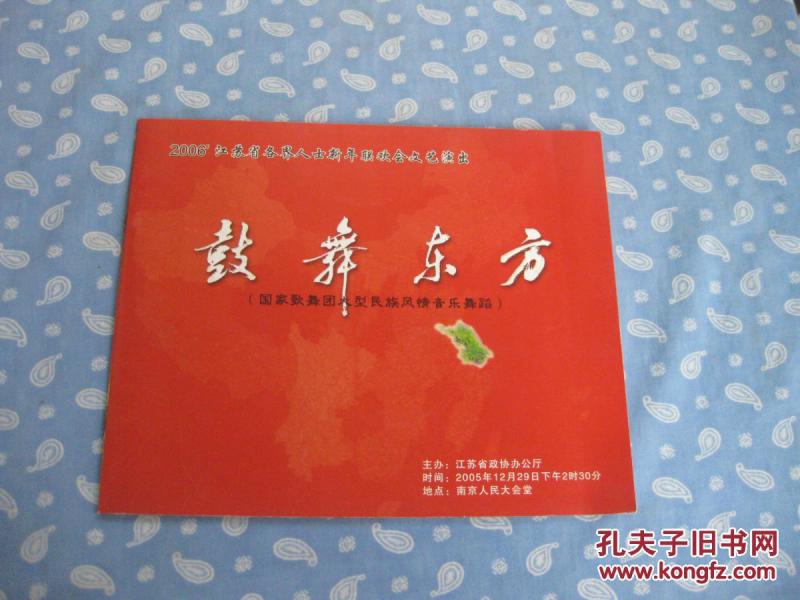 2006'江苏省各界人士新年联欢会文艺演出
鼓舞东方
（国家歌舞团大型民族风情音乐舞蹈）
主办：江苏省政协办公厅
时间：2005年12月29日下午2时30分
地点：南京人民大会堂
孔夫子旧书网
www.kongfz.com